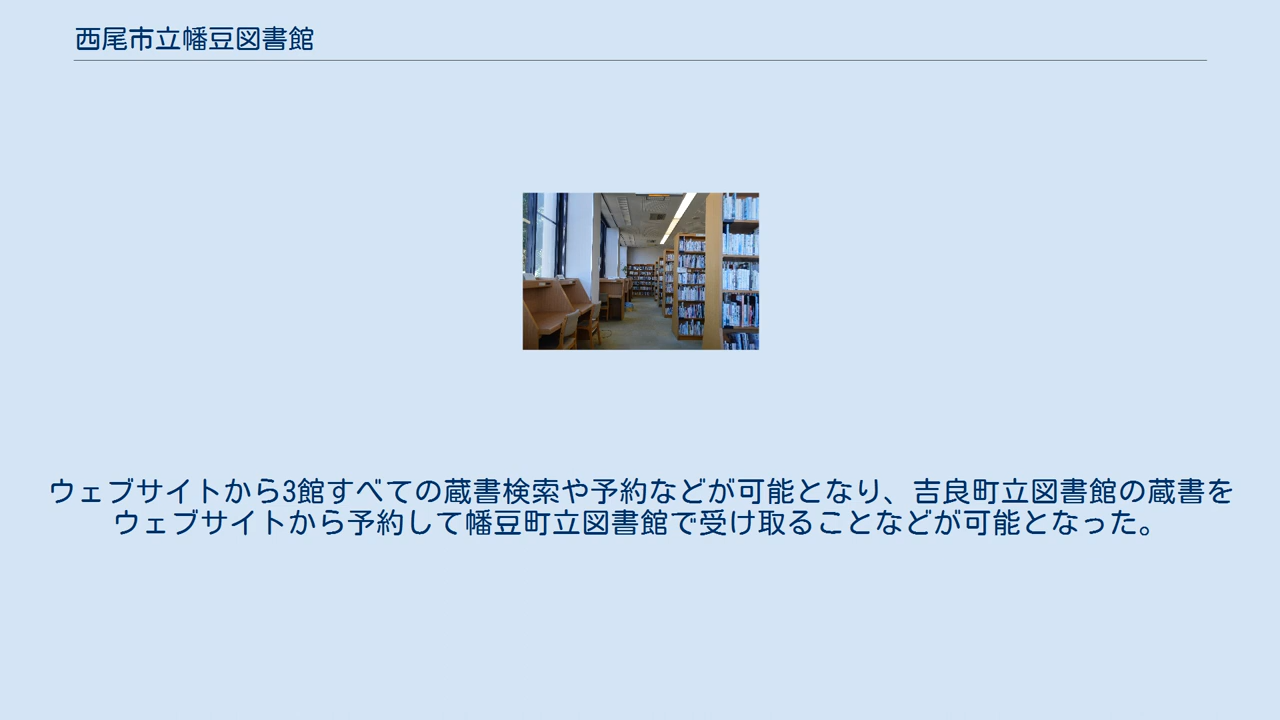 西尾市立幡豆図書館
ウェブサイトから3館すべての蔵書検索や予約などが可能となり、吉良町立図書館の蔵書を
ウェブサイトから予約して幡豆町立図書館で受け取ることなどが可能となった。